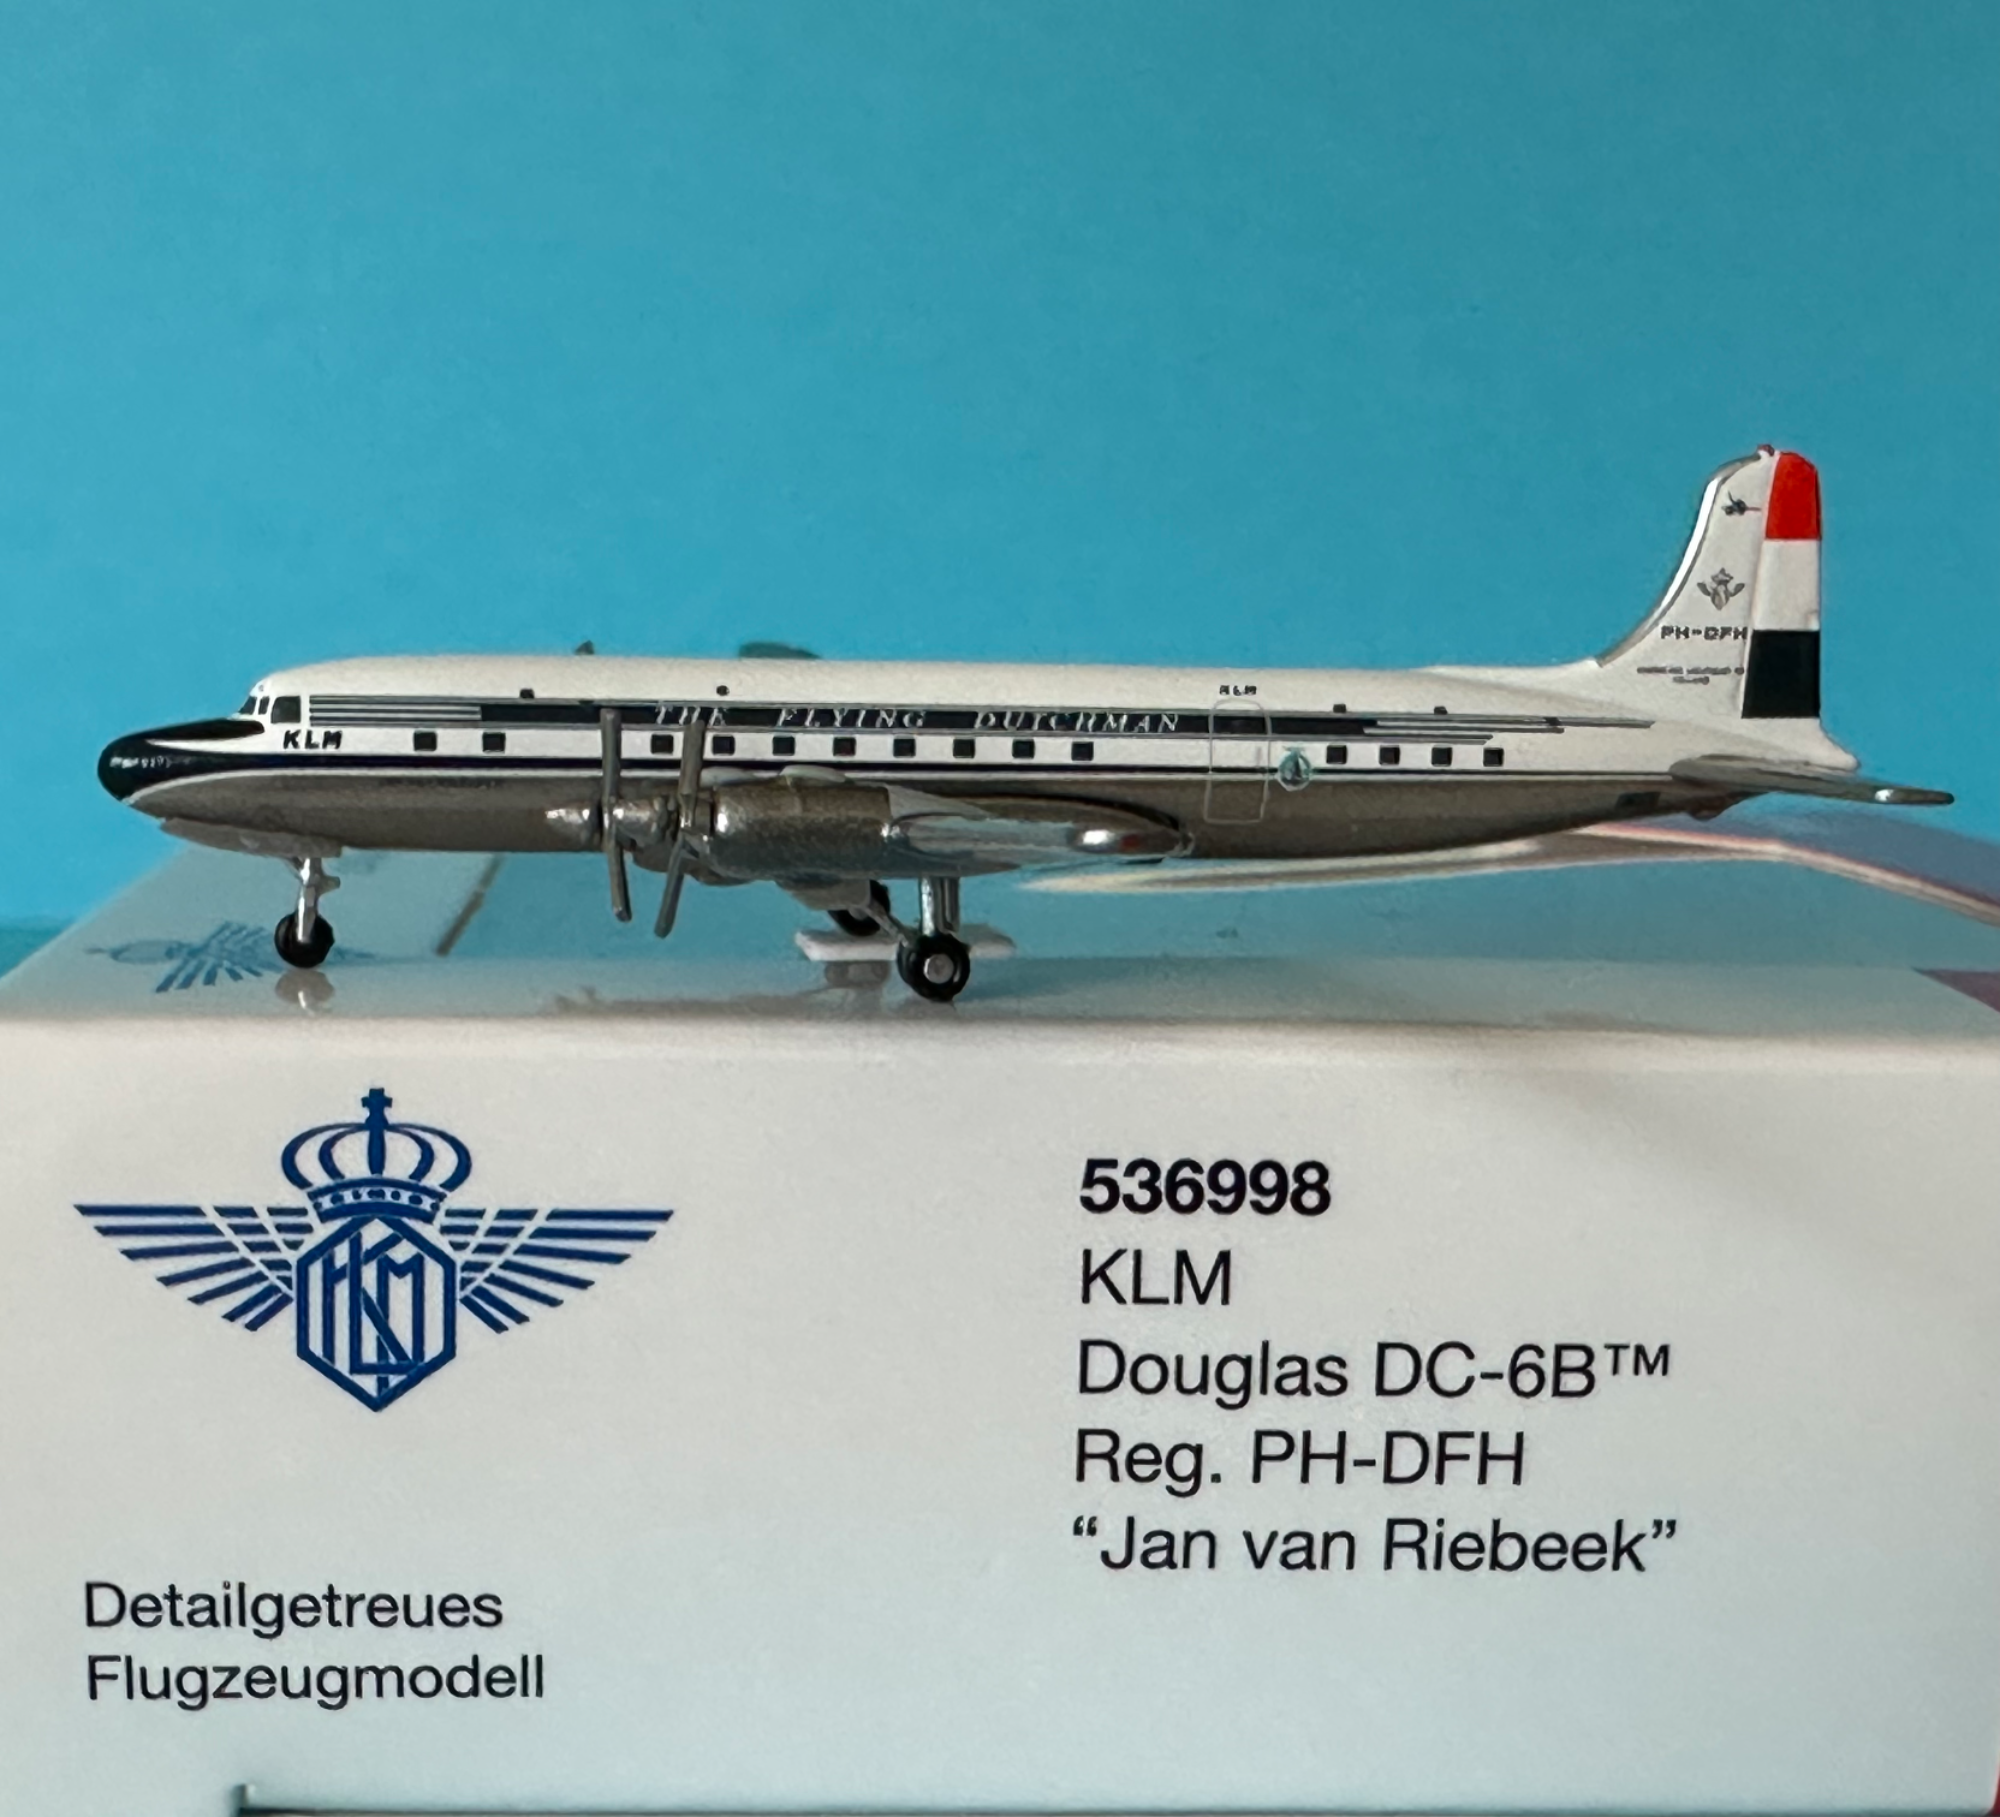 PH-DFH
KLM
THE FLYING DUTCHMAN
KLM
KLM
536998
KLM
Douglas DC-6B™
Reg. PH-DFH
“Jan van Riebeek”
Detailgetreues
Flugzeugmodell